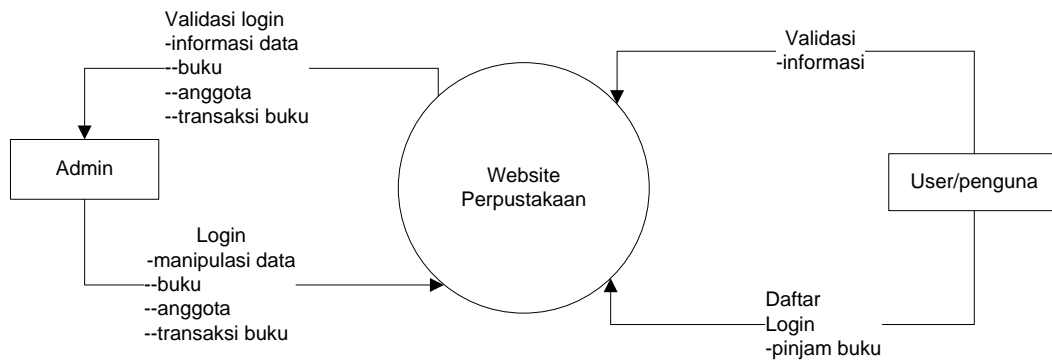 Validasi login
-informasi data
--buku
--anggota
--transaksi buku
Admin
Login
-manipulasi data
--buku
--anggota
--transaksi buku
Website
Perpustakaan
Validasi
-informasi
User/penguna
Daftar
Login
-pinjam buku